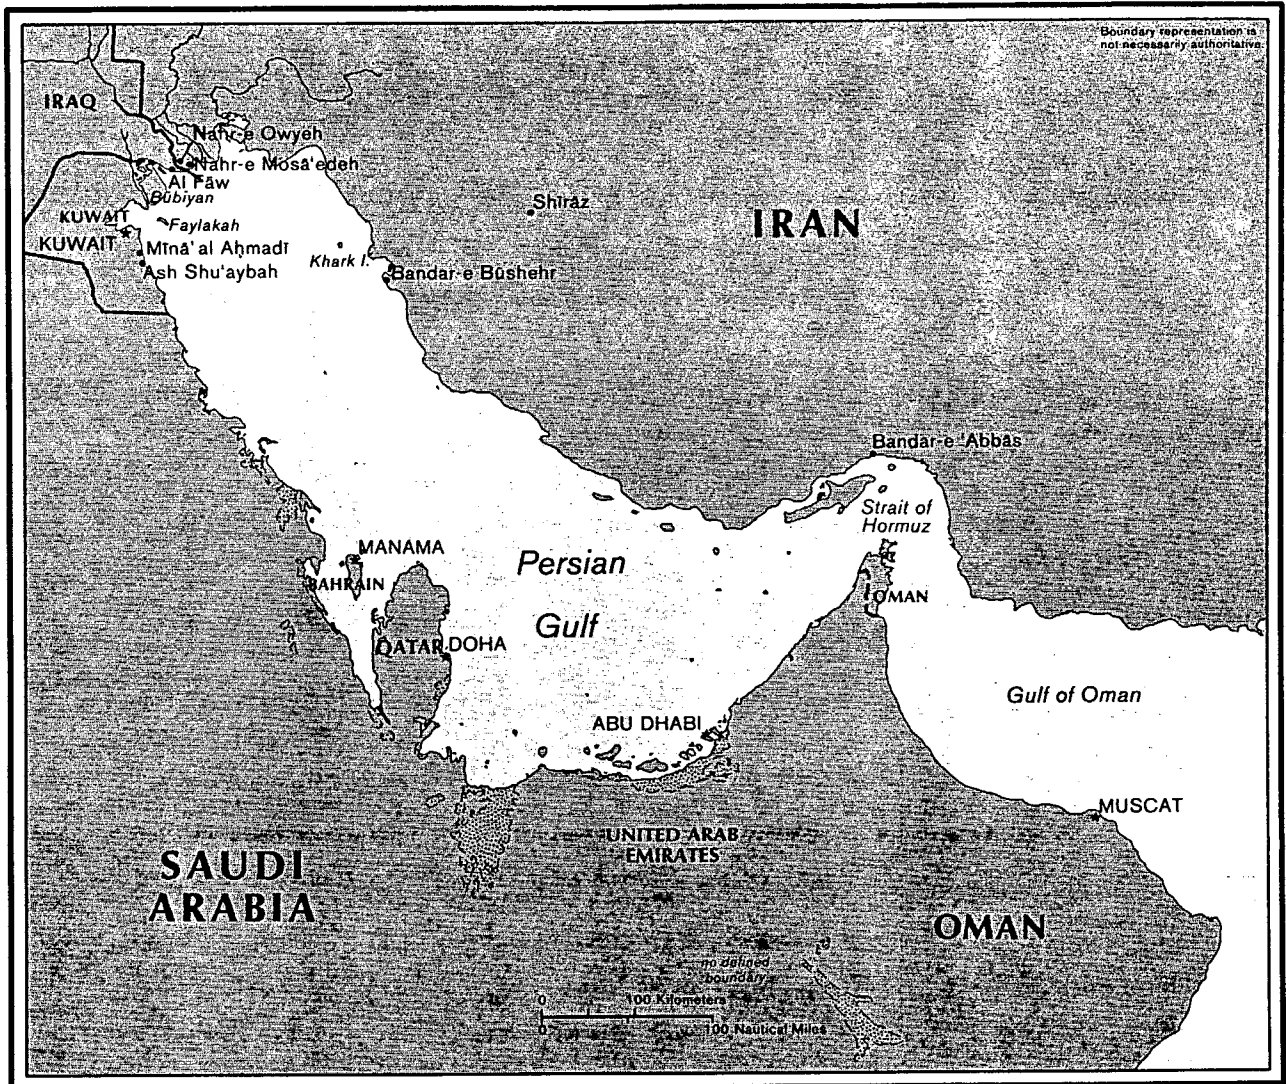 Boundary representation is
not necessarily authoritative.
IRAQ
Nahr-e Owyeh
Nahr-e Mosā'edeh
Al Fāw
Būbiyan
KUWAIT
Faylakah
KUWAIT
Mīnā' al Aḥmadī
Ash Shu'aybah
Khark I.
Bandar-e Būshehr
Shīrāz
IRAN
Bandar-e 'Abbās
Strait of
Hormuz
MANAMA
BAHRAIN
Persian
Gulf
OMAN
QATAR
DOHA
Gulf of Oman
ABU DHABI
MUSCAT
UNITED ARAB
EMIRATES
SAUDI
ARABIA
OMAN
no defined
boundary
0 100 Kilometers
0 100 Nautical Miles